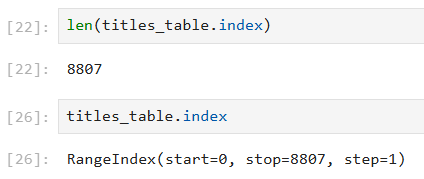 [22]: len(titles_table.index)
[22]: 8807
[26]: titles_table.index
[26]: RangeIndex(start=0, stop=8807, step=1)